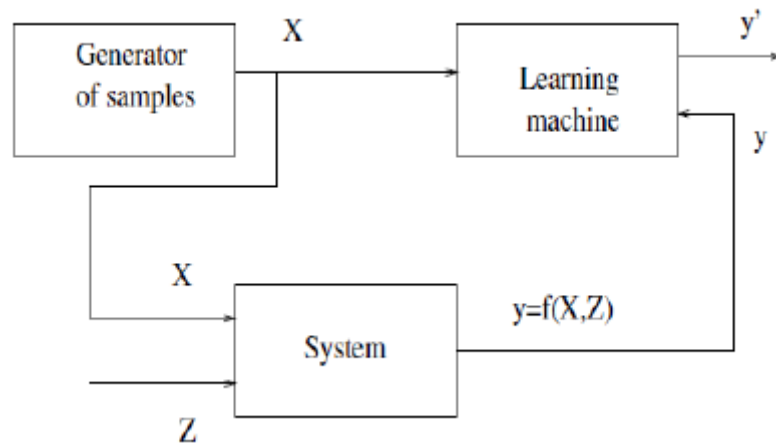 X
Generator
of samples
y'
Learning
machine
y
X
y=f(X,Z)
System
Z